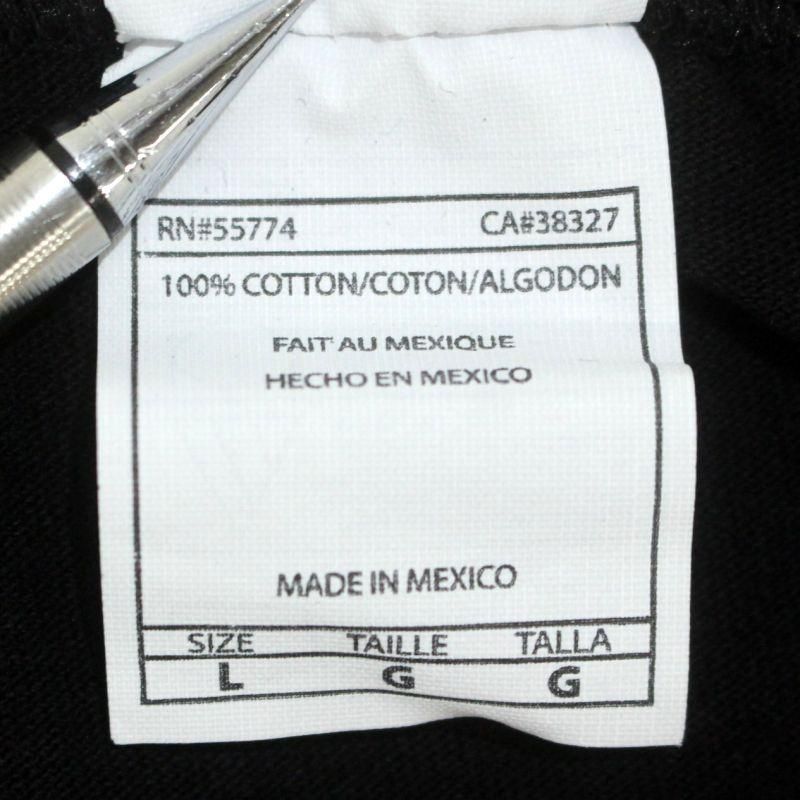 RN#55774 CA#38327
100% COTTON/COTON/ALGODON
FAIT AU MEXIQUE
HECHO EN MEXICO
MADE IN MEXICO
SIZE TAILLE TALLA
L G G